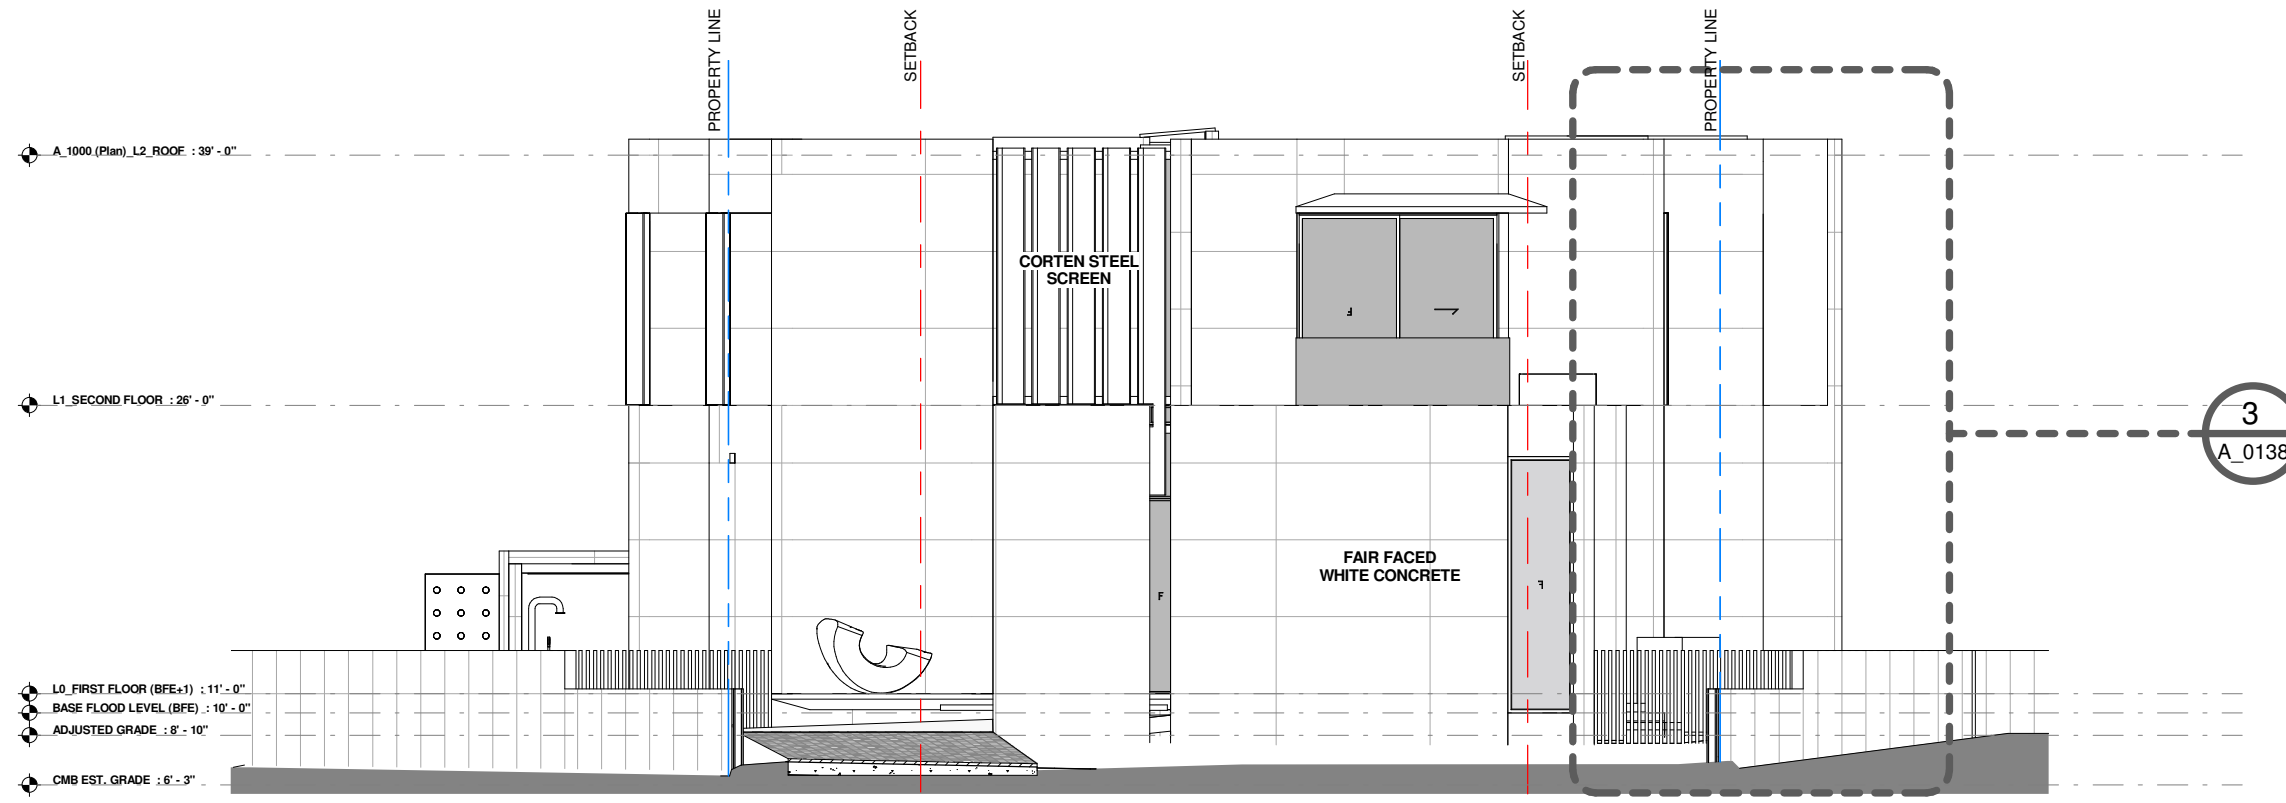 PROPERTY LINE
SETBACK
SETBACK
PROPERTY LINE
A_1000 (Plan)_L2_ROOF : 39' - 0"
CORTEN STEEL
SCREEN
F
L1_SECOND FLOOR : 26' - 0"
3
A_0138
FAIR FACED
WHITE CONCRETE
F
F
L0_FIRST FLOOR (BFE+1) : 11' - 0"
BASE FLOOD LEVEL (BFE) : 10' - 0"
ADJUSTED GRADE : 8' - 10"
CMB EST. GRADE : 6' - 3"